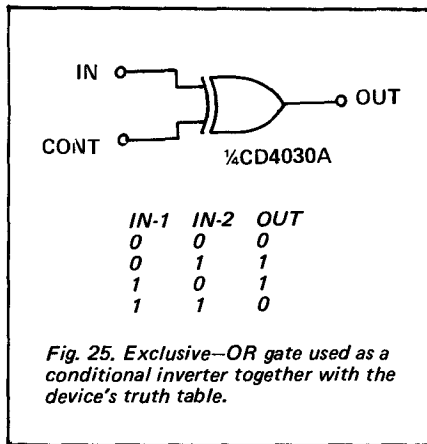 IN
OUT
CONT
¼CD4030A
IN-1 IN-2 OUT
0 0 0
0 1 1
1 0 1
1 1 0
Fig. 25. Exclusive—OR gate used as a
conditional inverter together with the
device's truth table.